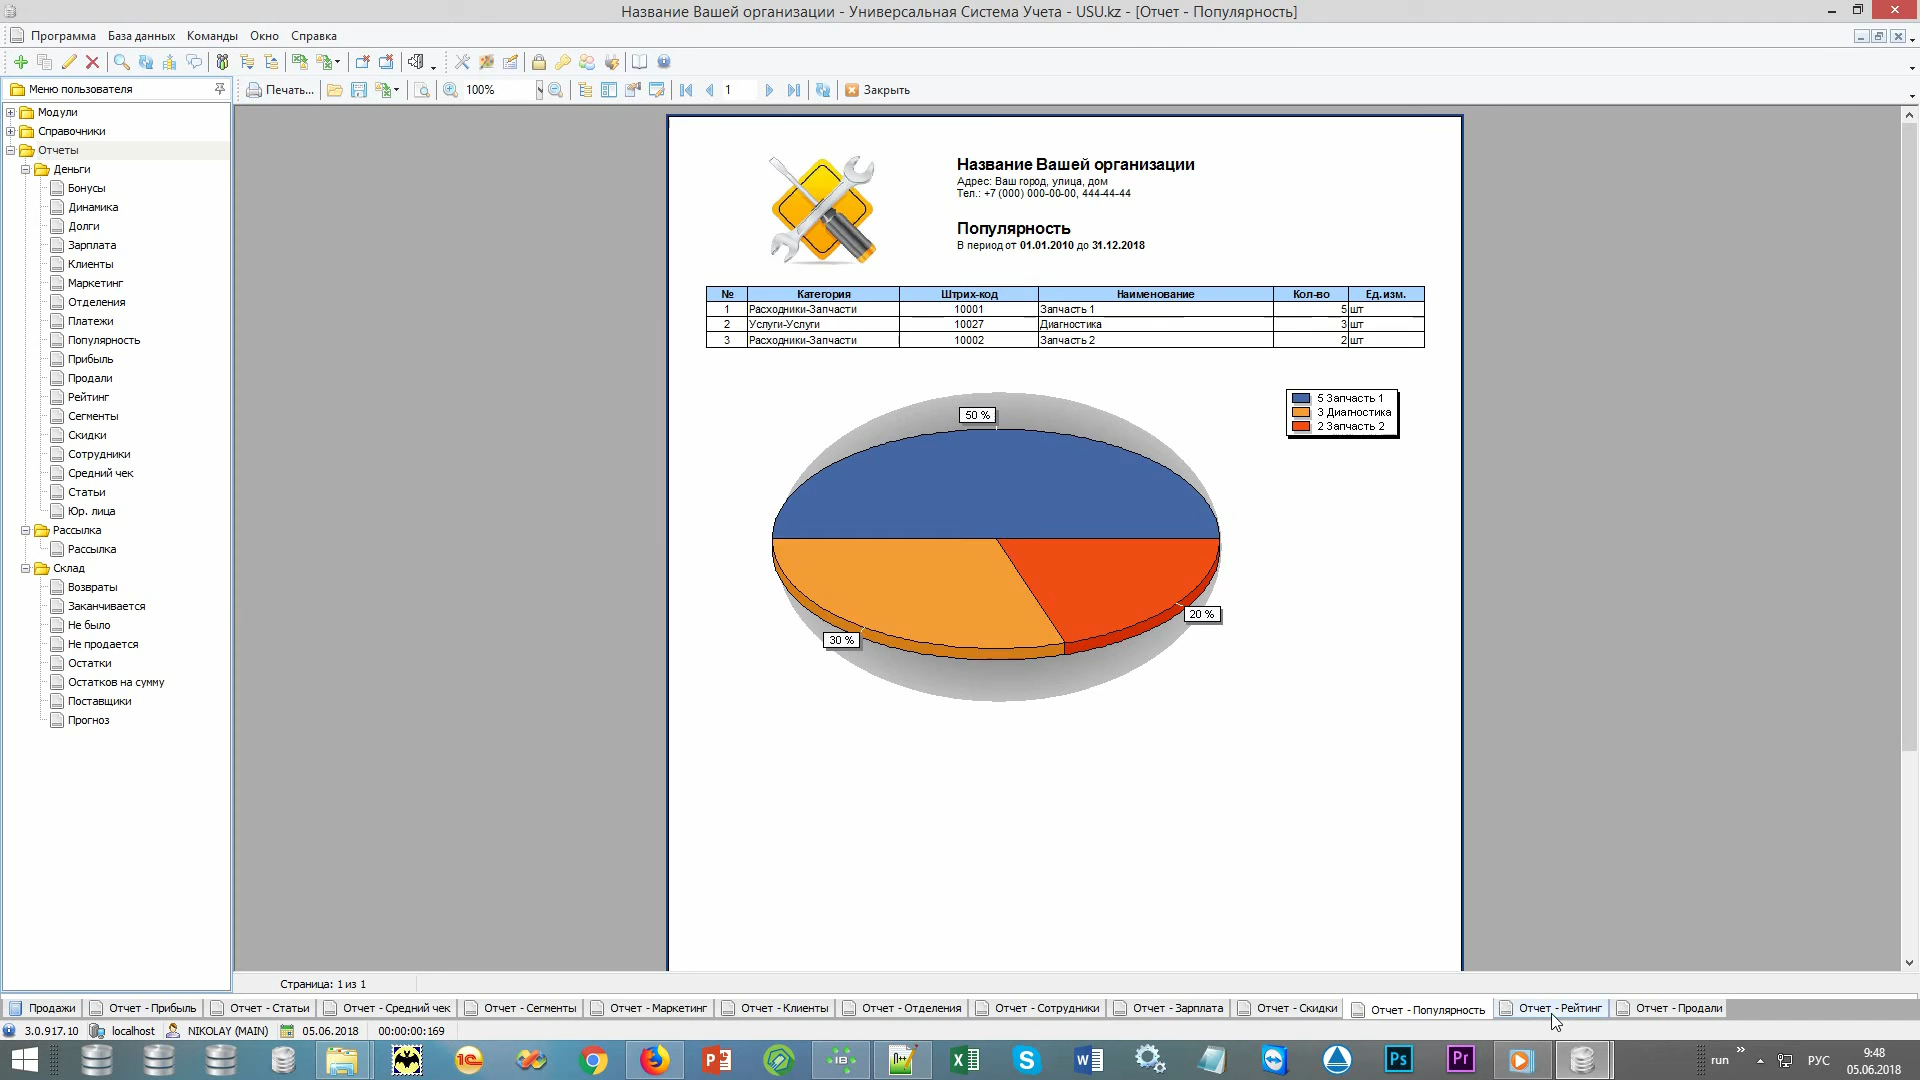 Название Вашей организации - Универсальная Система Учета - USU.kz - [Отчет - Популярность]
Программа База данных Команды Окно Справка
Меню пользователя
Печать... 100% 1 Закрыть
Модули
Справочники
Отчеты
Деньги
Бонусы
Динамика
Долги
Зарплата
Клиенты
Маркетинг
Отделения
Платежи
Популярность
Прибыль
Продали
Рейтинг
Сегменты
Скидки
Сотрудники
Средний чек
Статьи
Юр. лица
Рассылка
Рассылка
Склад
Возвраты
Заканчивается
Не было
Не продается
Остатки
Остатков на сумму
Поставщики
Прогноз
Название Вашей организации
Адрес: Ваш город, улица, дом
Тел.: +7 (000) 000-00-00, 444-44-44
Популярность
В период от 01.01.2010 до 31.12.2018
№ Категория Штрих-код Наименование Кол-во Ед.изм.
1 Расходники-Запчасти 10001 Запчасть 1 5 шт
2 Услуги-Услуги 10027 Диагностика 3 шт
3 Расходники-Запчасти 10002 Запчасть 2 2 шт
5 Запчасть 1
3 Диагностика
2 Запчасть 2
50 %
20 %
30 %
Страница: 1 из 1
Продажи Отчет - Прибыль Отчет - Статьи Отчет - Средний чек Отчет - Сегменты Отчет - Маркетинг Отчет - Клиенты Отчет - Отделения Отчет - Сотрудники Отчет - Зарплата Отчет - Скидки Отчет - Популярность Отчет - Рейтинг Отчет - Продали
3.0.917.10 localhost NIKOLAY (MAIN) 05.06.2018 00:00:00:169
run РУС 9:48
05.06.2018